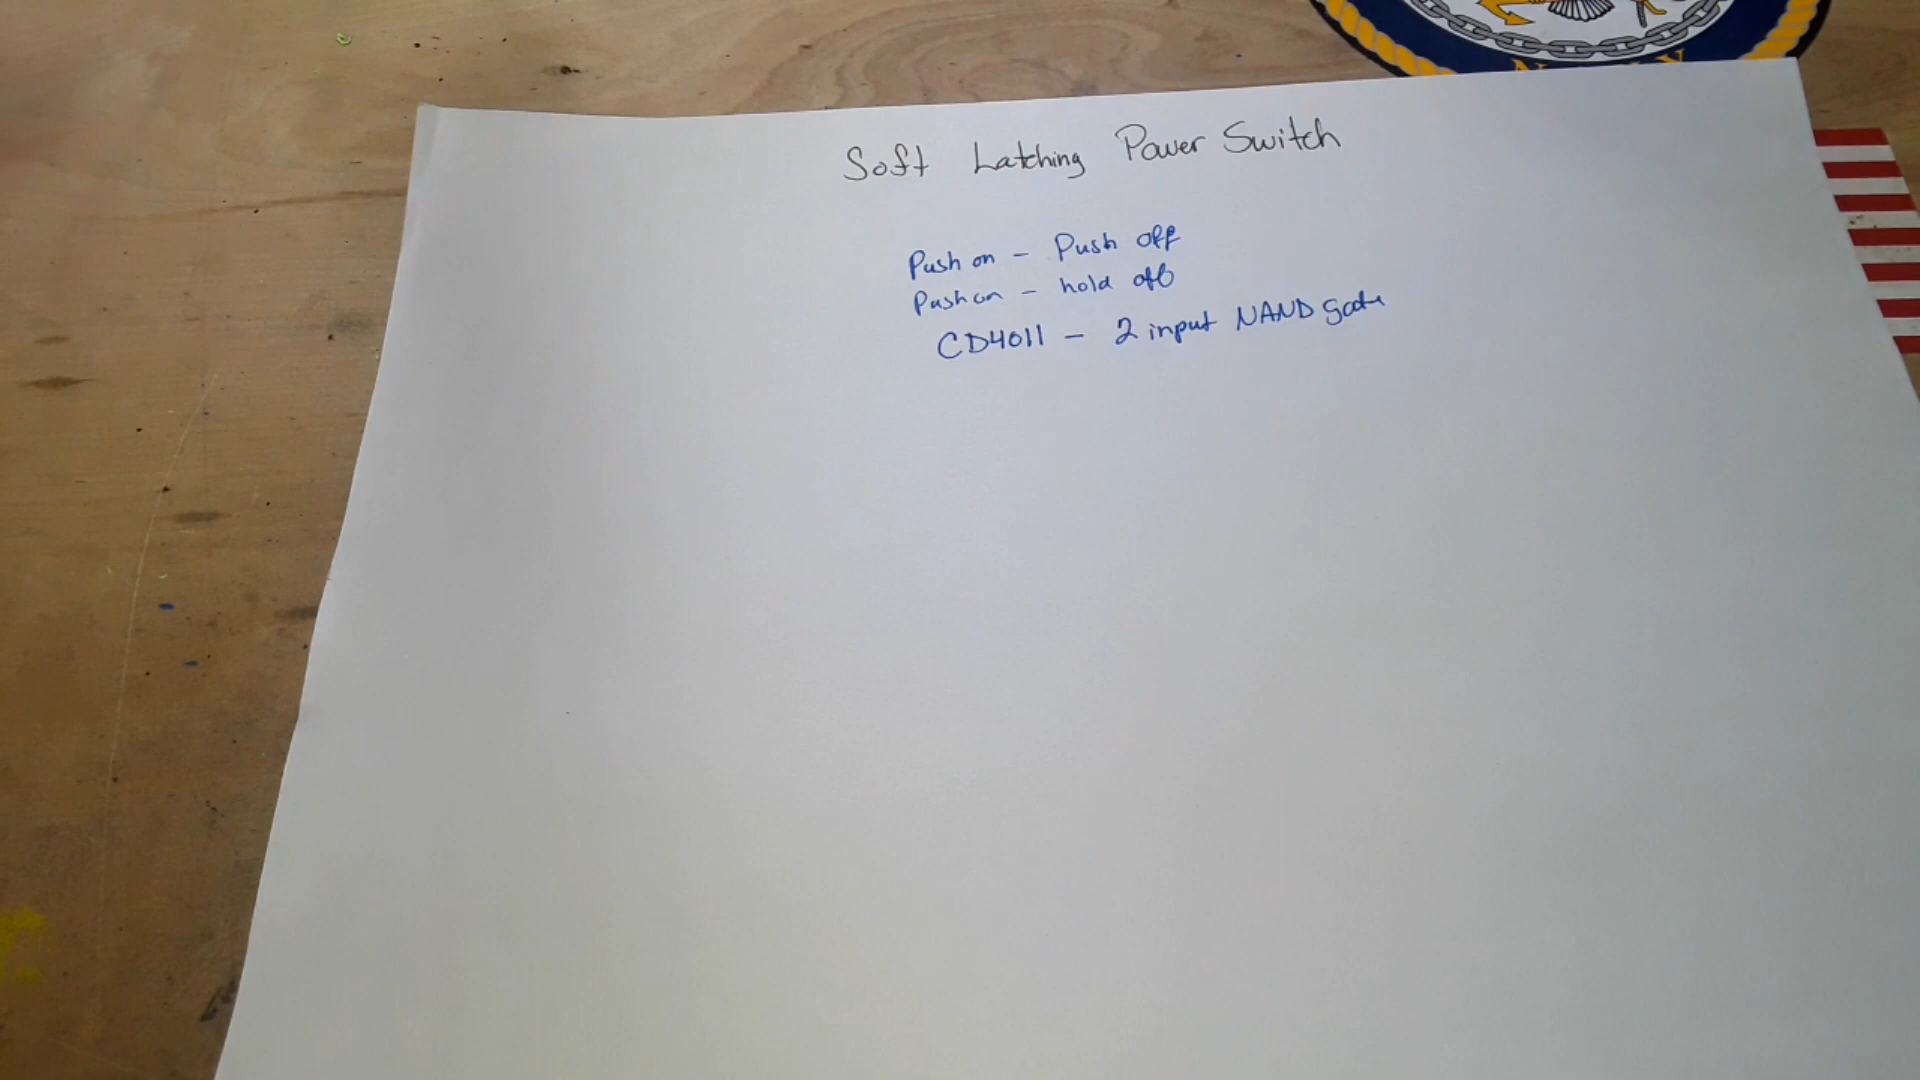 Soft Latching Power Switch
Push on - Push off
Push on - hold off
CD4011 - 2 input NAND gate